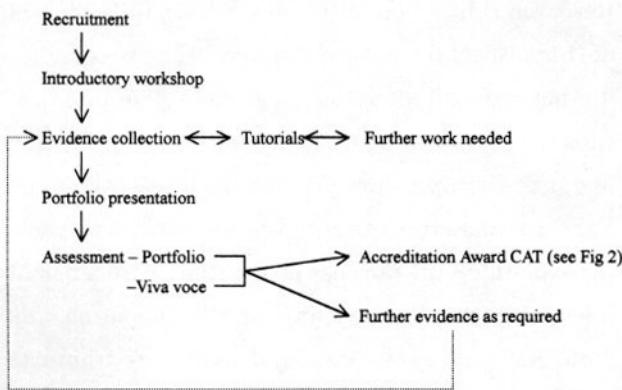 Recruitment
Introductory workshop
Evidence collection Tutorials Further work needed
Portfolio presentation
Assessment – Portfolio Accreditation Award CAT (see Fig 2)
–Viva voce
Further evidence as required